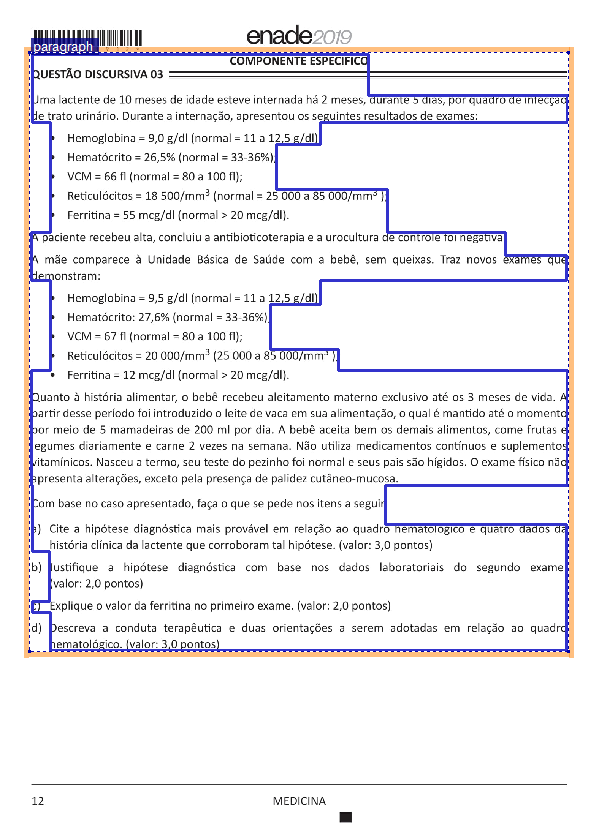 enade2019
paragraph
COMPONENTE ESPECÍFICO
QUESTÃO DISCURSIVA 03
Uma lactente de 10 meses de idade esteve internada há 2 meses, durante 5 dias, por quadro de infecção
de trato urinário. Durante a internação, apresentou os seguintes resultados de exames:
• Hemoglobina = 9,0 g/dl (normal = 11 a 12,5 g/dl)
• Hematócrito = 26,5% (normal = 33-36%)
• VCM = 66 fl (normal = 80 a 100 fl);
• Reticulócitos = 18 500/mm³ (normal = 25 000 a 85 000/mm³ );
• Ferritina = 55 mcg/dl (normal > 20 mcg/dl).
A paciente recebeu alta, concluiu a antibioticoterapia e a urocultura de controle foi negativa
A mãe comparece à Unidade Básica de Saúde com a bebê, sem queixas. Traz novos exames que
demonstram:
• Hemoglobina = 9,5 g/dl (normal = 11 a 12,5 g/dl)
• Hematócrito: 27,6% (normal = 33-36%)
• VCM = 67 fl (normal = 80 a 100 fl);
• Reticulócitos = 20 000/mm³ (25 000 a 85 000/mm³ );
• Ferritina = 12 mcg/dl (normal > 20 mcg/dl).
Quanto à história alimentar, o bebê recebeu aleitamento materno exclusivo até os 3 meses de vida. A
partir desse período foi introduzido o leite de vaca em sua alimentação, o qual é mantido até o momento
por meio de 5 mamadeiras de 200 ml por dia. A bebê aceita bem os demais alimentos, come frutas e
legumes diariamente e carne 2 vezes na semana. Não utiliza medicamentos contínuos e suplementos
vitamínicos. Nasceu a termo, seu teste do pezinho foi normal e seus pais são hígidos. O exame físico não
apresenta alterações, exceto pela presença de palidez cutâneo-mucosa.
Com base no caso apresentado, faça o que se pede nos itens a seguir
a) Cite a hipótese diagnóstica mais provável em relação ao quadro hematológico e quatro dados da
história clínica da lactente que corroboram tal hipótese. (valor: 3,0 pontos)
b) Justifique a hipótese diagnóstica com base nos dados laboratoriais do segundo exame
(valor: 2,0 pontos)
c) Explique o valor da ferritina no primeiro exame. (valor: 2,0 pontos)
d) Descreva a conduta terapêutica e duas orientações a serem adotadas em relação ao quadro
hematológico. (valor: 3,0 pontos)
12
MEDICINA